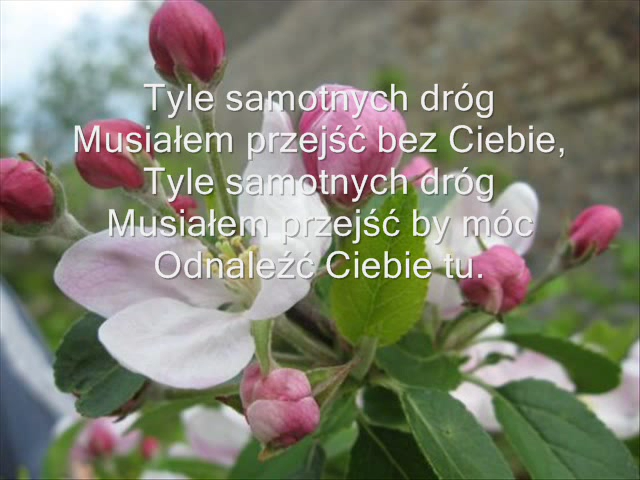 Tyle samotnych dróg
Musiałem przejść bez Ciebie,
Tyle samotnych dróg
Musiałem przejść by móc
Odnaleźć Ciebie tu.